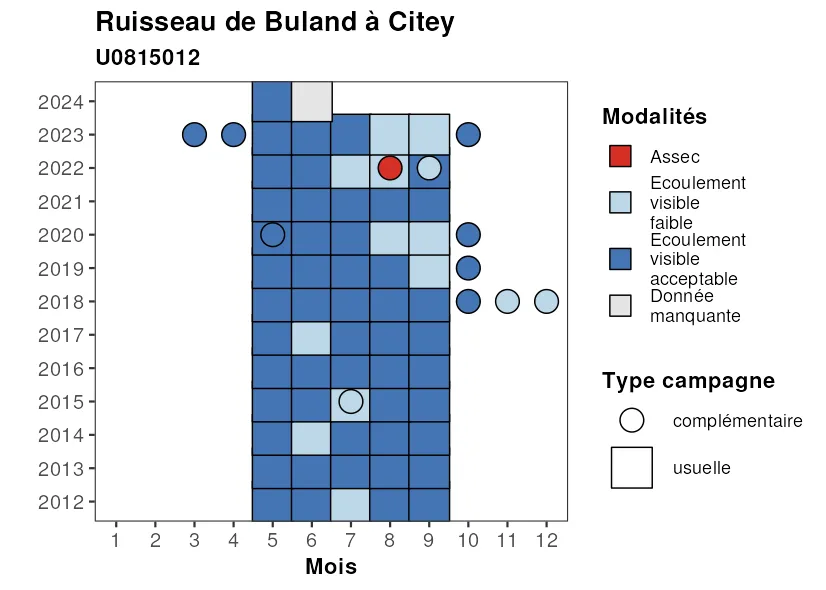 Ruisseau de Buland à Citey
U0815012
2024
2023
2022
2021
2020
2019
2018
2017
2016
2015
2014
2013
2012
1 2 3 4 5 6 7 8 9 10 11 12
Mois
Modalités
Assec
Ecoulement
visible
faible
Ecoulement
visible
acceptable
Donnée
manquante
Type campagne
complémentaire
usuelle